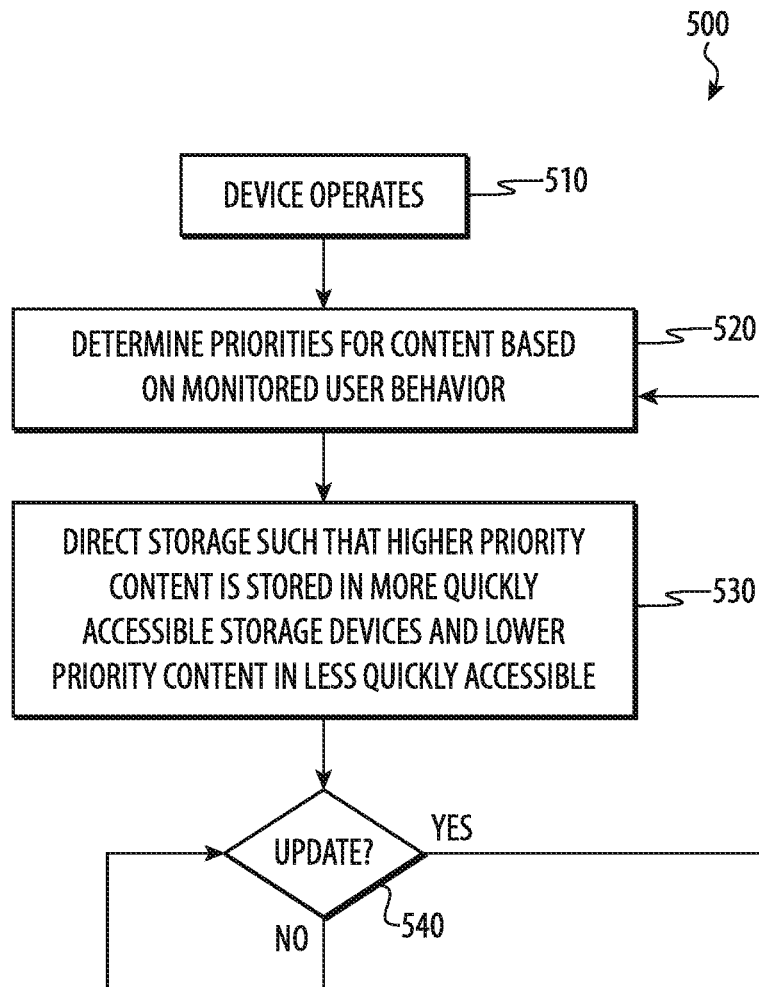 500
DEVICE OPERATES
510
DETERMINE PRIORITIES FOR CONTENT BASED
ON MONITORED USER BEHAVIOR
520
DIRECT STORAGE SUCH THAT HIGHER PRIORITY
CONTENT IS STORED IN MORE QUICKLY
ACCESSIBLE STORAGE DEVICES AND LOWER
PRIORITY CONTENT IN LESS QUICKLY ACCESSIBLE
530
UPDATE?
YES
540
NO